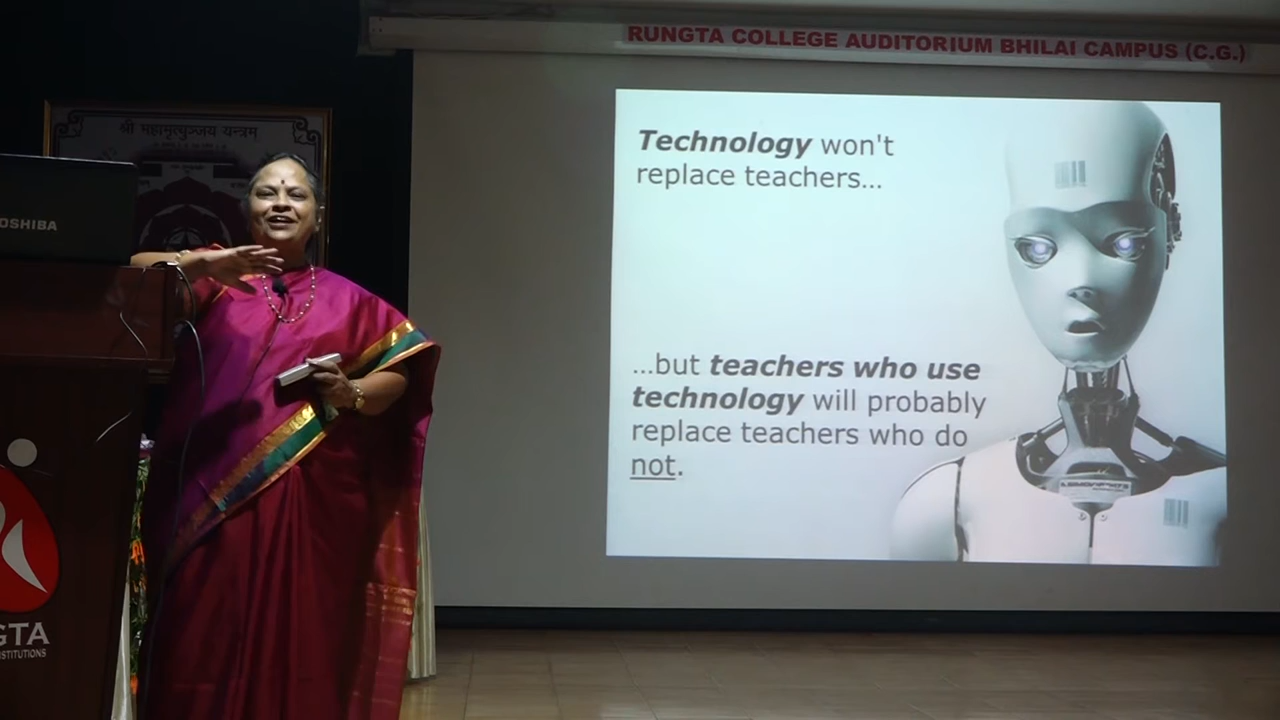 RUNGTA COLLEGE AUDITORIUM BHILAI CAMPUS (C.G.)
श्री महामृत्युञ्जय यन्त्रम्
OSHIBA
Technology won't
replace teachers...
...but teachers who use
technology will probably
replace teachers who do
not.
GTA
NSTITUTIONS